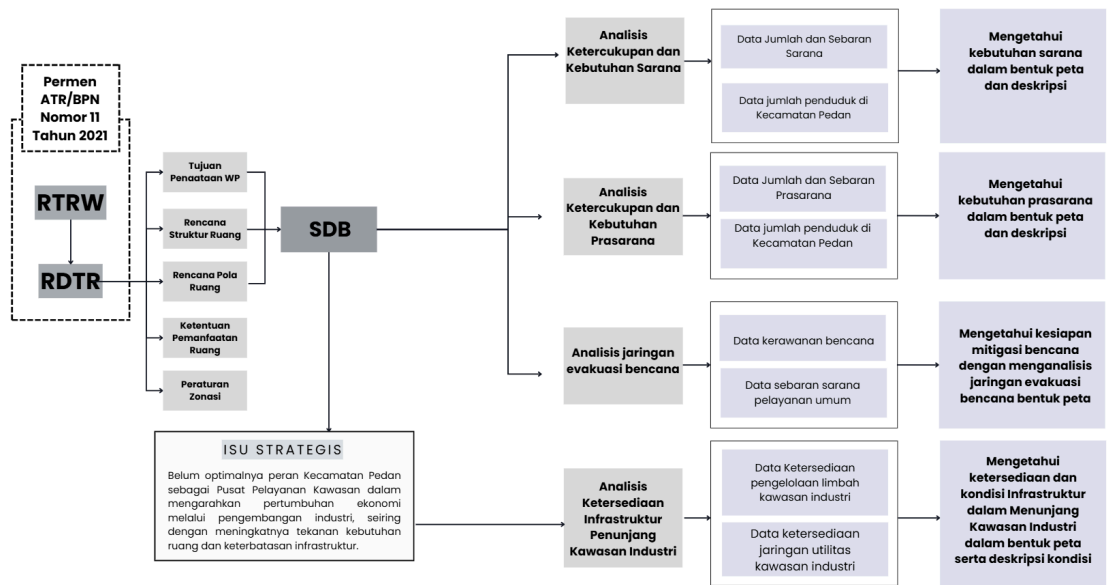 Permen
ATR/BPN
Nomor 11
Tahun 2021
RTRW
RDTR
Tujuan
Penaataan WP
Rencana
Struktur Ruang
Rencana Pola
Ruang
Ketentuan
Pemanfaatan
Ruang
Peraturan
Zonasi
SDB
ISU STRATEGIS
Belum optimalnya peran Kecamatan Pedan
sebagai Pusat Pelayanan Kawasan dalam
mengarahkan pertumbuhan ekonomi
melalui pengembangan industri, seiring
dengan meningkatnya tekanan kebutuhan
ruang dan keterbatasan infrastruktur.
Analisis
Ketercukupan dan
Kebutuhan Sarana
Data Jumlah dan Sebaran
Sarana
Data jumlah penduduk di
Kecamatan Pedan
Mengetahui
kebutuhan sarana
dalam bentuk peta
dan deskripsi
Analisis
Ketercukupan dan
Kebutuhan
Prasarana
Data Jumlah dan Sebaran
Prasarana
Data jumlah penduduk di
Kecamatan Pedan
Mengetahui
kebutuhan prasarana
dalam bentuk peta
dan deskripsi
Analisis jaringan
evakuasi bencana
Data kerawanan bencana
Data sebaran sarana
pelayanan umum
Mengetahui kesiapan
mitigasi bencana
dengan menganalisis
jaringan evakuasi
bencana bentuk peta
Analisis
Ketersediaan
Infrastruktur
Penunjang
Kawasan Industri
Data Ketersediaan
pengelolaan limbah
kawasan industri
Data ketersediaan
jaringan utilitas
kawasan industri
Mengetahui
ketersediaan dan
kondisi Infrastruktur
dalam Menunjang
Kawasan Industri
dalam bentuk peta
serta deskripsi kondisi